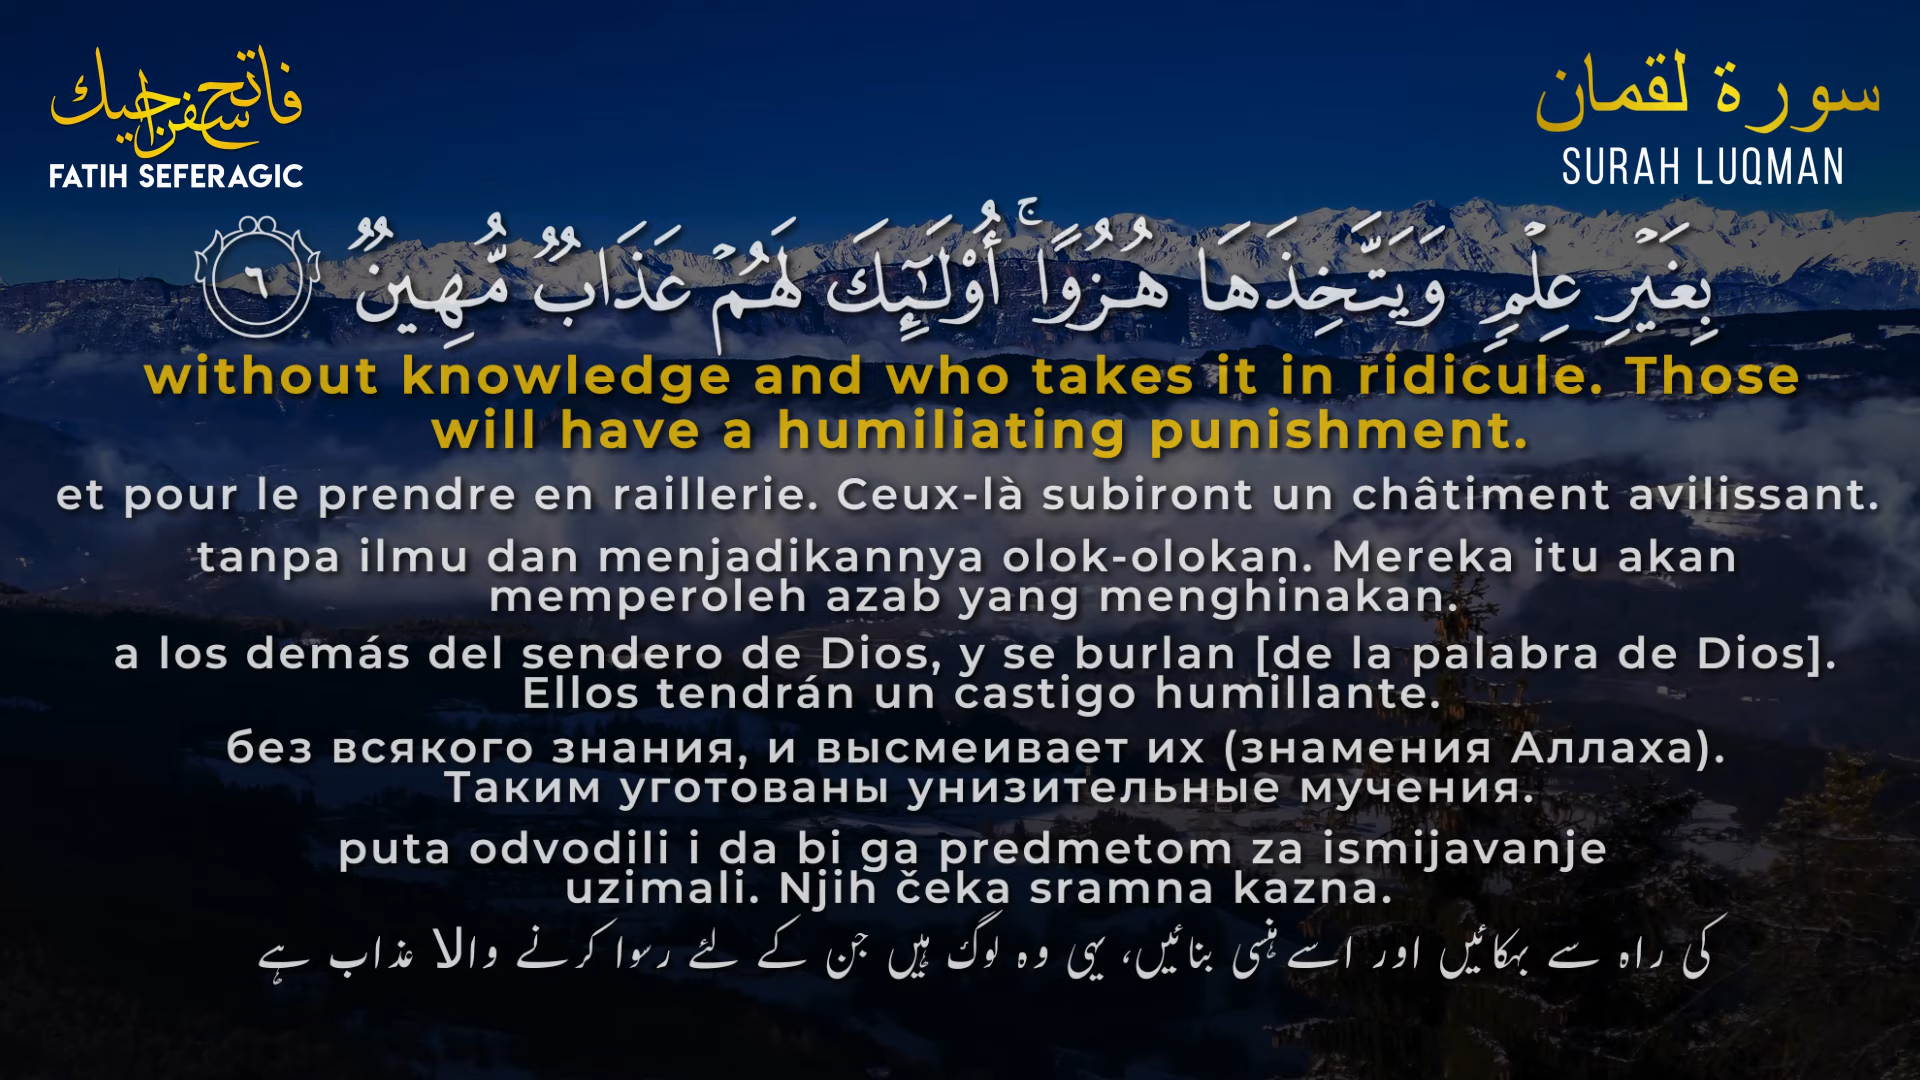 فاتح سفراجيك
FATIH SEFERAGIC
سورة لقمان
SURAH LUQMAN
بِغَيْرِ عِلْمٍ وَيَتَّخِذَهَا هُزُوًا ۚ أُو۟لَـٰٓئِكَ لَهُمْ عَذَابٌ مُّهِينٌ ٦
without knowledge and who takes it in ridicule. Those
will have a humiliating punishment.
et pour le prendre en raillerie. Ceux-là subiront un châtiment avilissant.
tanpa ilmu dan menjadikannya olok-olokan. Mereka itu akan
memperoleh azab yang menghinakan.
a los demás del sendero de Dios, y se burlan [de la palabra de Dios].
Ellos tendrán un castigo humillante.
без всякого знания, и высмеивает их (знамения Аллаха).
Таким уготованы унизительные мучения.
puta odvodili i da bi ga predmetom za ismijavanje
uzimali. Njih čeka sramna kazna.
کی راہ سے بہکائیں اور اسے ہنسی بنائیں، یہی وہ لوگ ہیں جن کے لئے رسوا کرنے والا عذاب ہے